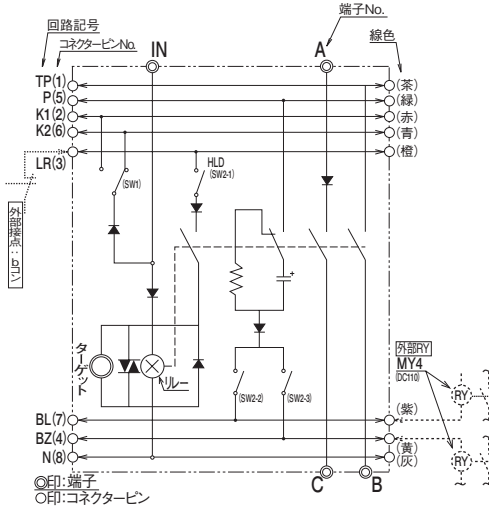 回路記号
コネクターピンNo.
IN
A
端子No.
線色
TP(1)
(茶)
P(5)
(緑)
K1(2)
(赤)
K2(6)
(青)
LR(3)
(橙)
HLD
(SW2-1)
(SW1)
外部接点:bコン
+
ターゲット
リレー
(SW2-2)
(SW2-3)
外部RY
MY4
(DC110)
RY
BL(7)
(紫)
BZ(4)
(黄)
RY
N(8)
(灰)
C
B
◎印:端子
○印:コネクターピン